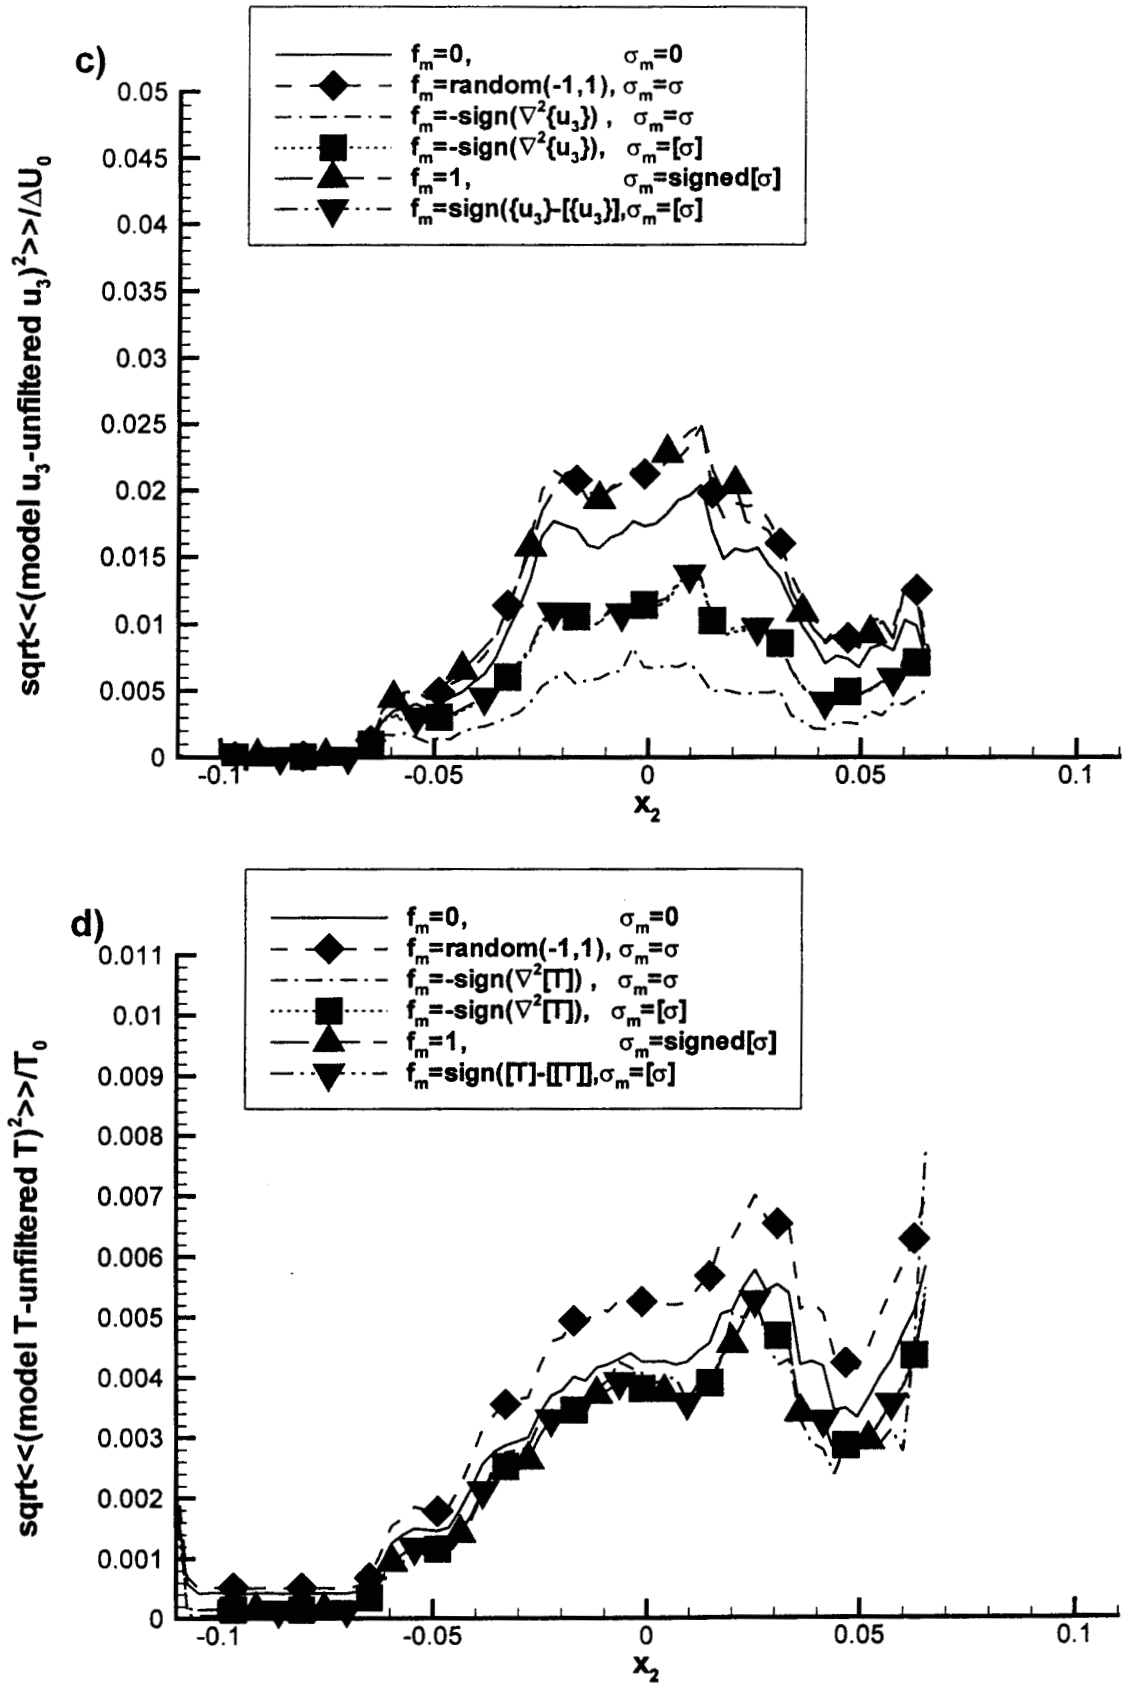 c)
f_m=0, σ_m=0
f_m=random(-1,1), σ_m=σ
f_m=-sign(∇²{u_3}) , σ_m=σ
f_m=-sign(∇²{u_3}), σ_m=[σ]
f_m=1, σ_m=signed[σ]
f_m=sign({u_3}-[{u_3}],σ_m=[σ]
sqrt<<(model u_3-unfiltered u_3)²>>/ΔU_0
0.05
0.045
0.04
0.035
0.03
0.025
0.02
0.015
0.01
0.005
0
-0.1 -0.05 0 0.05 0.1
x_2
d)
f_m=0, σ_m=0
f_m=random(-1,1), σ_m=σ
f_m=-sign(∇²[T]) , σ_m=σ
f_m=-sign(∇²[T]), σ_m=[σ]
f_m=1, σ_m=signed[σ]
f_m=sign([T]-[[T]],σ_m=[σ]
sqrt<<(model T-unfiltered T)²>>/T_0
0.011
0.01
0.009
0.008
0.007
0.006
0.005
0.004
0.003
0.002
0.001
0
-0.1 -0.05 0 0.05 0.1
x_2